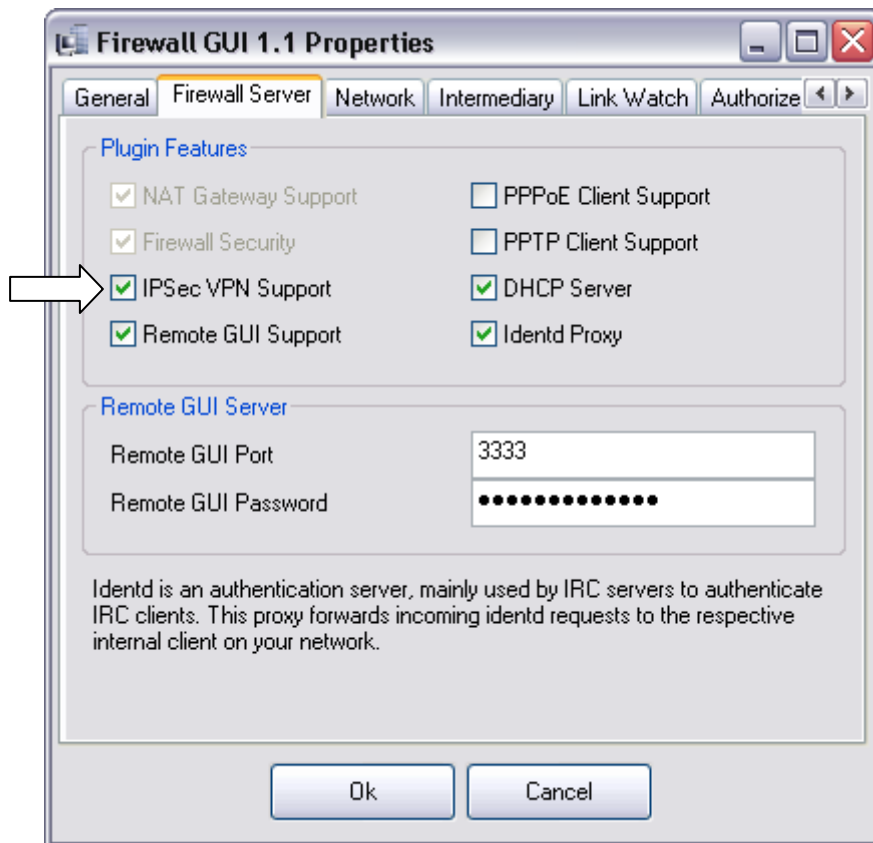 Firewall GUI 1.1 Properties
General Firewall Server Network Intermediary Link Watch Authorize
Plugin Features
NAT Gateway Support PPPoE Client Support
Firewall Security PPTP Client Support
IPSec VPN Support DHCP Server
Remote GUI Support Identd Proxy
Remote GUI Server
Remote GUI Port 3333
Remote GUI Password •••••••••••••
Identd is an authentication server, mainly used by IRC servers to authenticate
IRC clients. This proxy forwards incoming identd requests to the respective
internal client on your network.
Ok Cancel